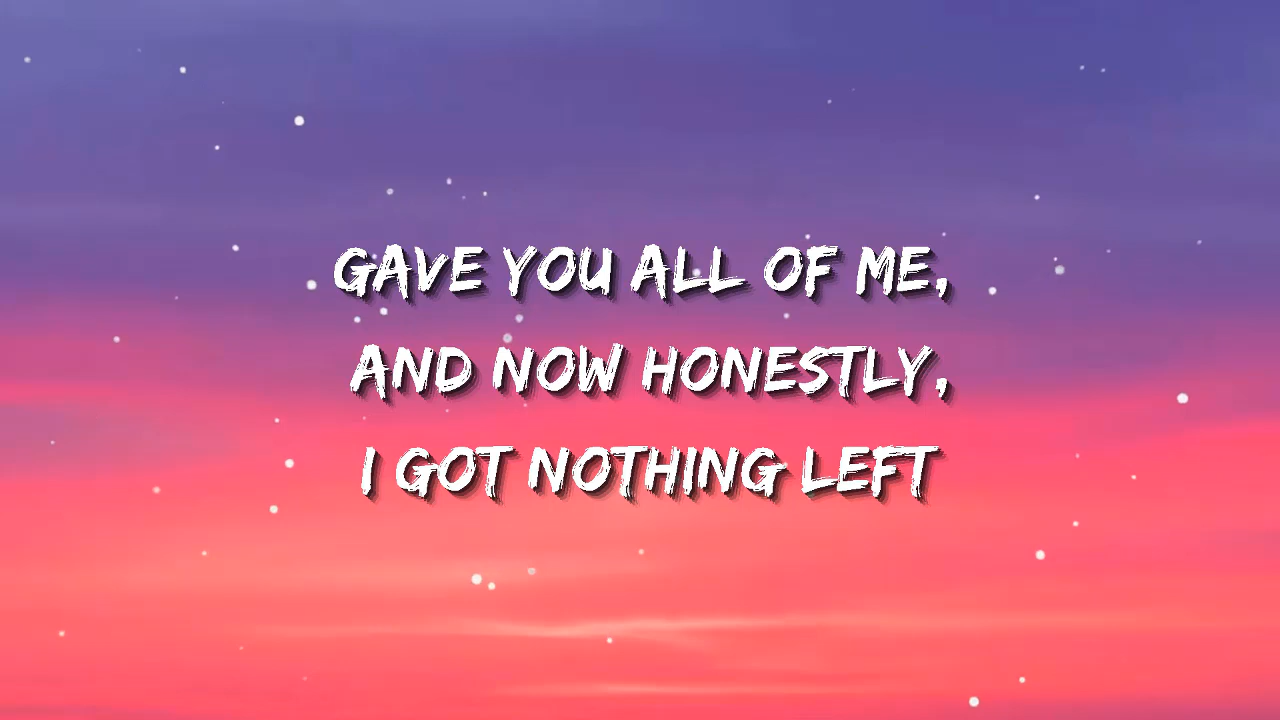 GAVE YOU ALL OF ME,
AND NOW HONESTLY,
I GOT NOTHING LEFT